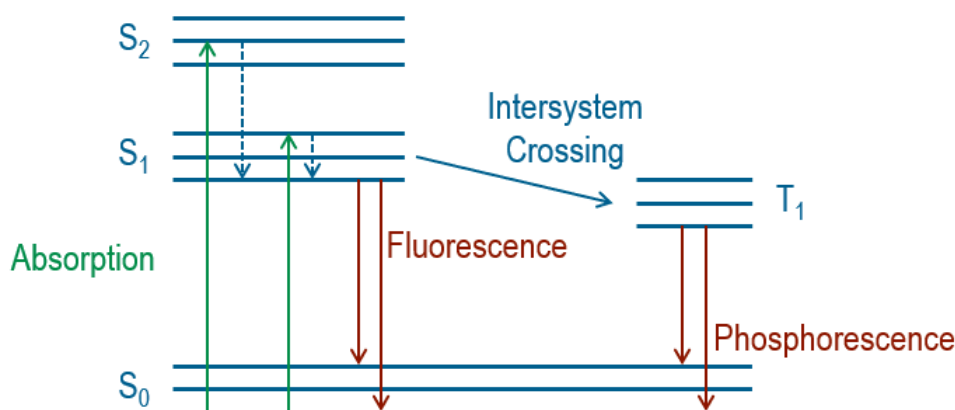 S₂
Intersystem
Crossing
S₁
T₁
Absorption
Fluorescence
Phosphorescence
S₀